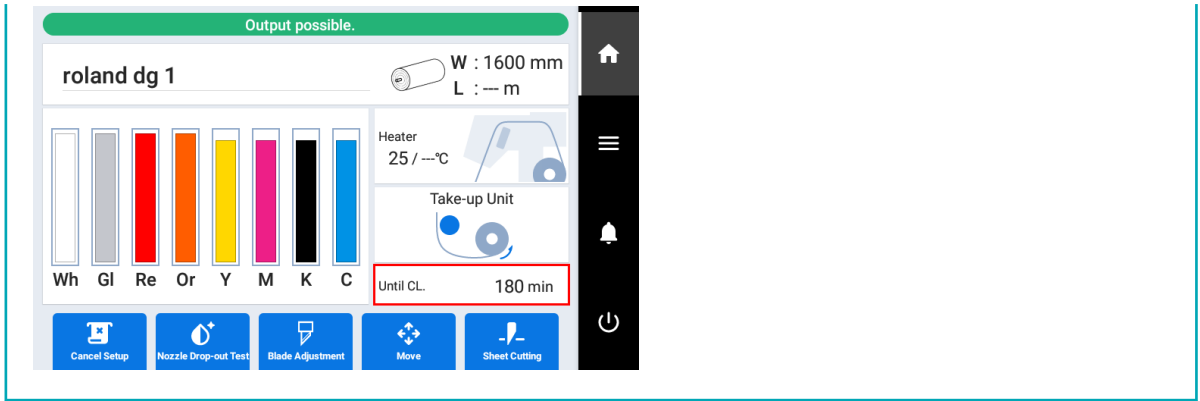 Output possible.
roland dg 1
W : 1600 mm
L : --- m
Heater
25 / ---℃
Take-up Unit
Until CL. 180 min
Wh Gl Re Or Y M K C
Cancel Setup Nozzle Drop-out Test Blade Adjustment Move Sheet Cutting